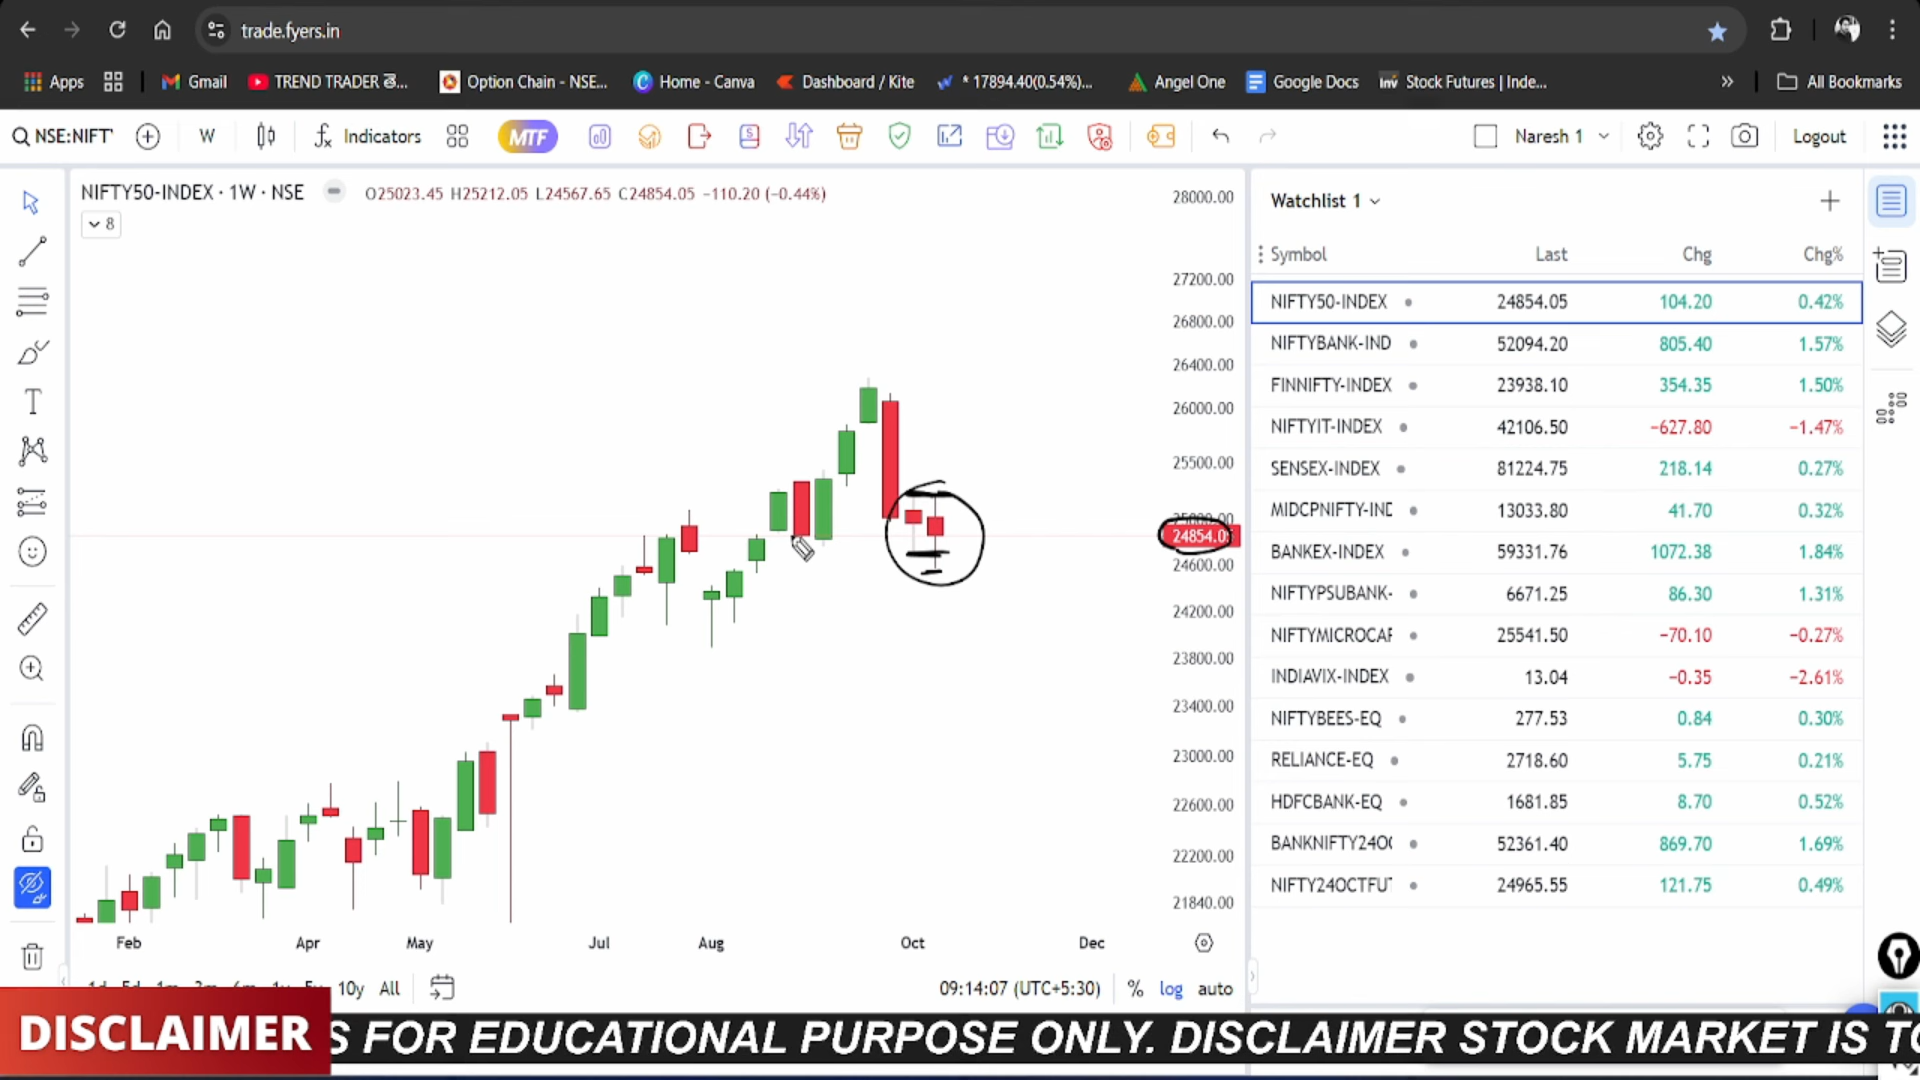 trade.fyers.in
Apps Gmail TREND TRADER Option Chain - NSE... Home - Canva Dashboard / Kite * 17894.40(0.54%)... Angel One Google Docs Inv Stock Futures | Inde... » All Bookmarks
NSE:NIFT W Indicators MTF Naresh 1 Logout
NIFTY50-INDEX · 1W · NSE O25023.45 H25212.05 L24567.65 C24854.05 −110.20 (−0.44%)
8
28000.00
27200.00
26800.00
26400.00
26000.00
25500.00
24600.00
24200.00
23800.00
23400.00
23000.00
22600.00
22200.00
21840.00
Feb Apr May Jul Aug Oct Dec
10y All 09:14:07 (UTC+5:30) % log auto
Watchlist 1
Symbol Last Chg Chg%
NIFTY50-INDEX 24854.05 104.20 0.42%
NIFTYBANK-IND 52094.20 805.40 1.57%
FINNIFTY-INDEX 23938.10 354.35 1.50%
NIFTYIT-INDEX 42106.50 −627.80 −1.47%
SENSEX-INDEX 81224.75 218.14 0.27%
MIDCPNIFTY-IND 13033.80 41.70 0.32%
BANKEX-INDEX 59331.76 1072.38 1.84%
NIFTYPSUBANK- 6671.25 86.30 1.31%
NIFTYMICROCAP 25541.50 −70.10 −0.27%
INDIAVIX-INDEX 13.04 −0.35 −2.61%
NIFTYBEES-EQ 277.53 0.84 0.30%
RELIANCE-EQ 2718.60 5.75 0.21%
HDFCBANK-EQ 1681.85 8.70 0.52%
BANKNIFTY24O 52361.40 869.70 1.69%
NIFTY24OCTFUT 24965.55 121.75 0.49%
DISCLAIMER S FOR EDUCATIONAL PURPOSE ONLY. DISCLAIMER STOCK MARKET IS TO